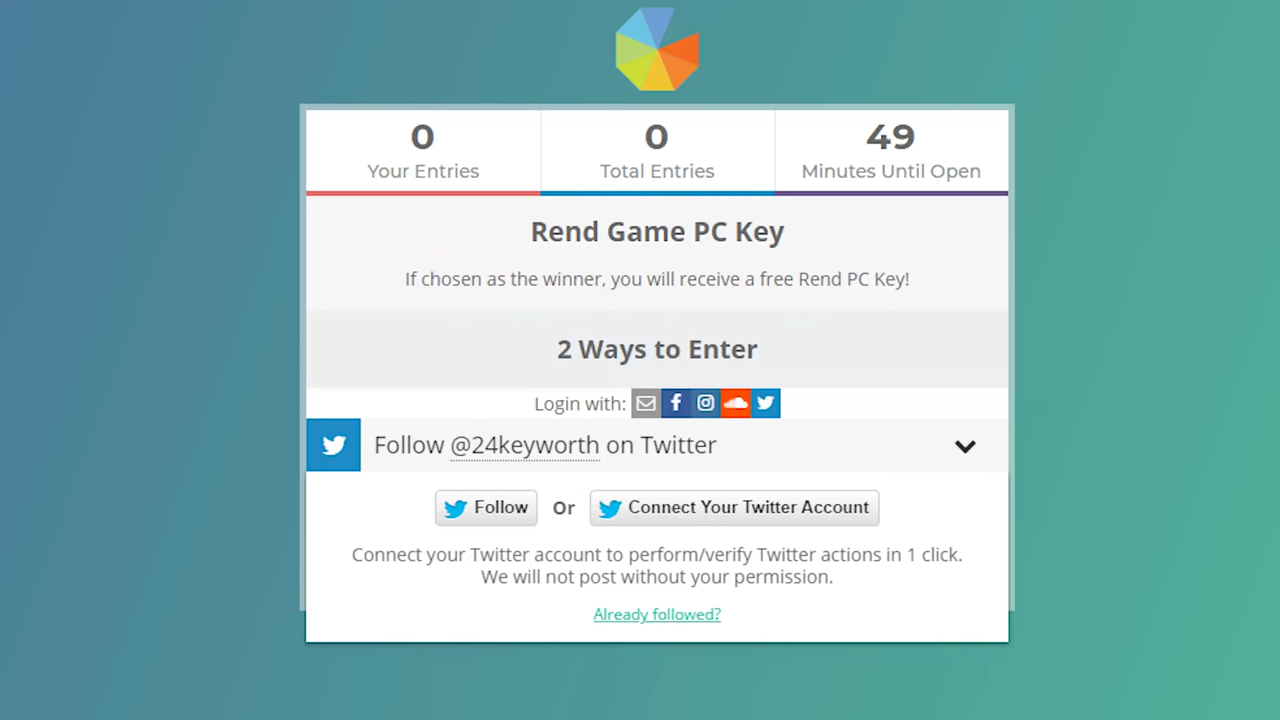 0
Your Entries
0
Total Entries
49
Minutes Until Open
Rend Game PC Key
If chosen as the winner, you will receive a free Rend PC Key!
2 Ways to Enter
Login with:
Follow @24keyworth on Twitter
Follow Or Connect Your Twitter Account
Connect your Twitter account to perform/verify Twitter actions in 1 click.
We will not post without your permission.
Already followed?